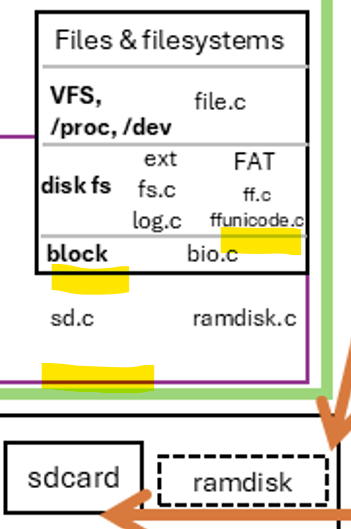 Files & filesystems
VFS, file.c
/proc, /dev
ext FAT
disk fs fs.c ff.c
log.c ffunicode.c
block bio.c
sd.c ramdisk.c
sdcard ramdisk